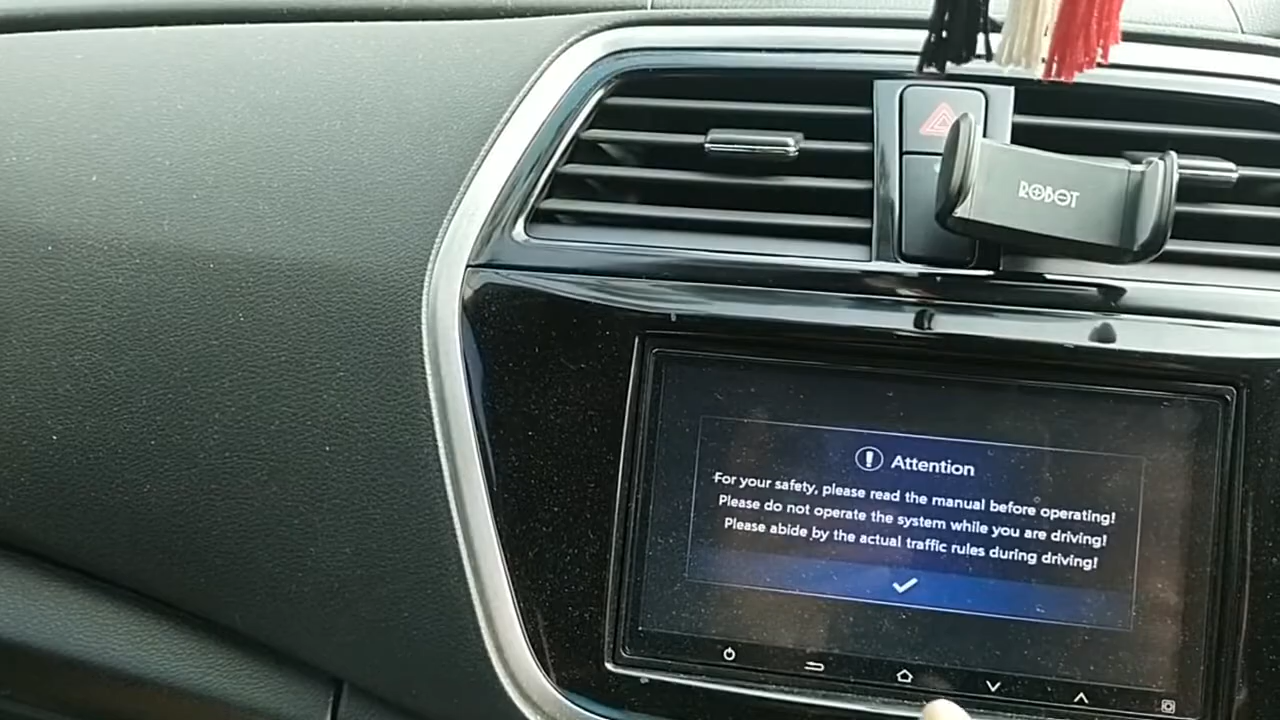 ROBOT
Attention
For your safety, please read the manual before operating!
Please do not operate the system while you are driving!
Please abide by the actual traffic rules during driving!